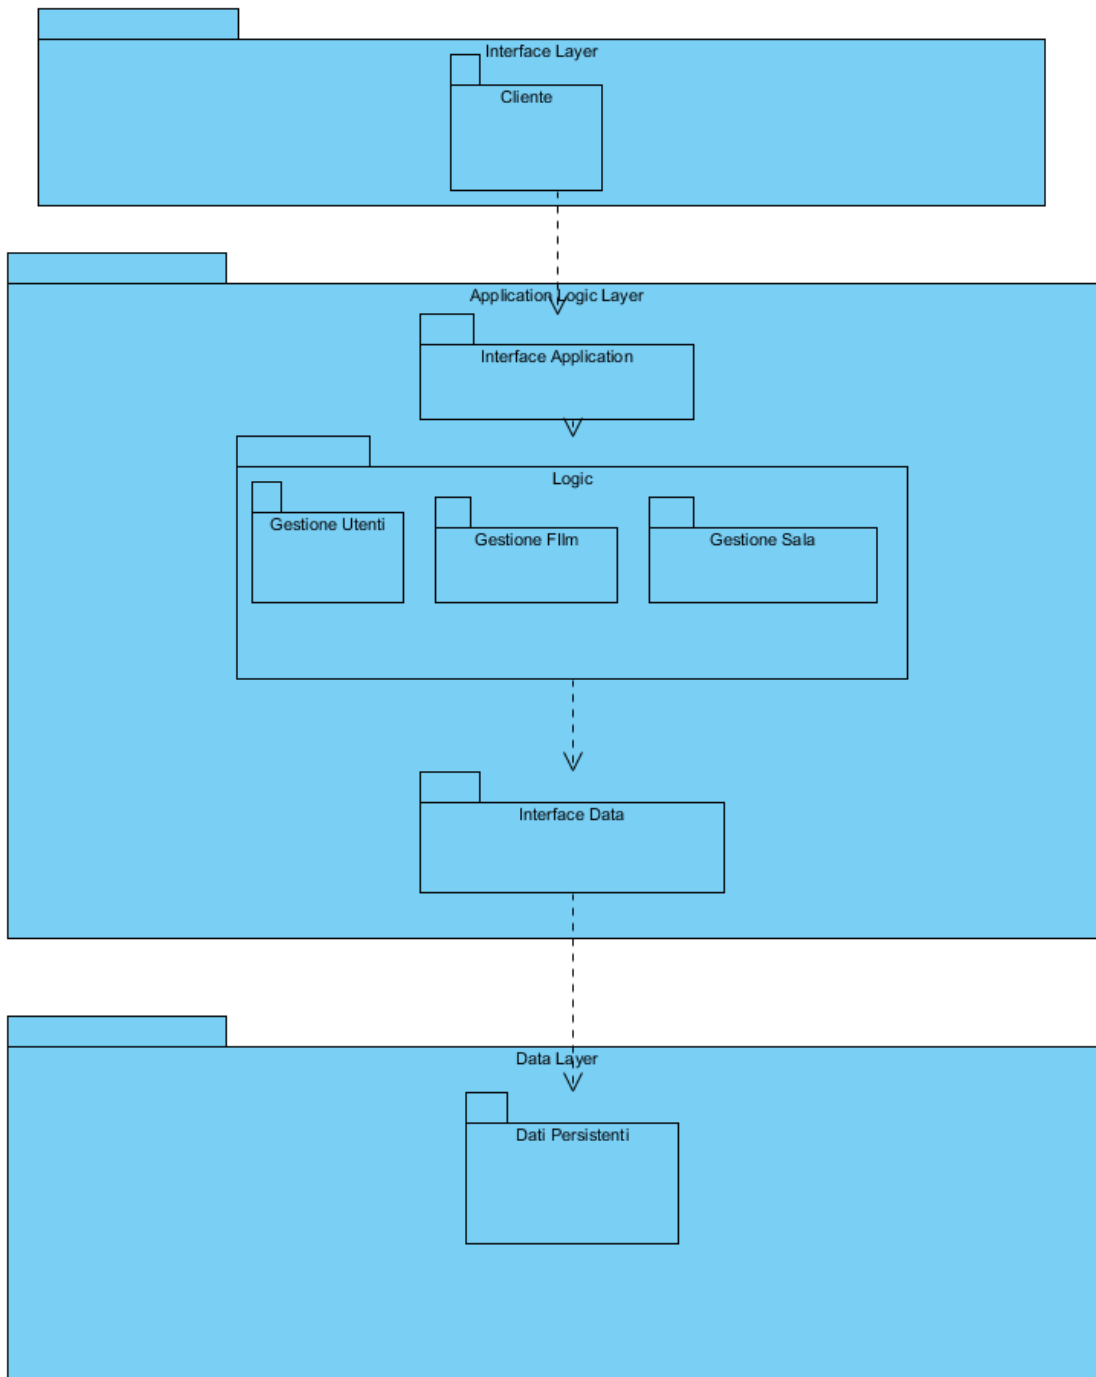 Interface Layer
Cliente
Application Logic Layer
Interface Application
Logic
Gestione Utenti
Gestione FIlm
Gestione Sala
Interface Data
Data Layer
Dati Persistenti